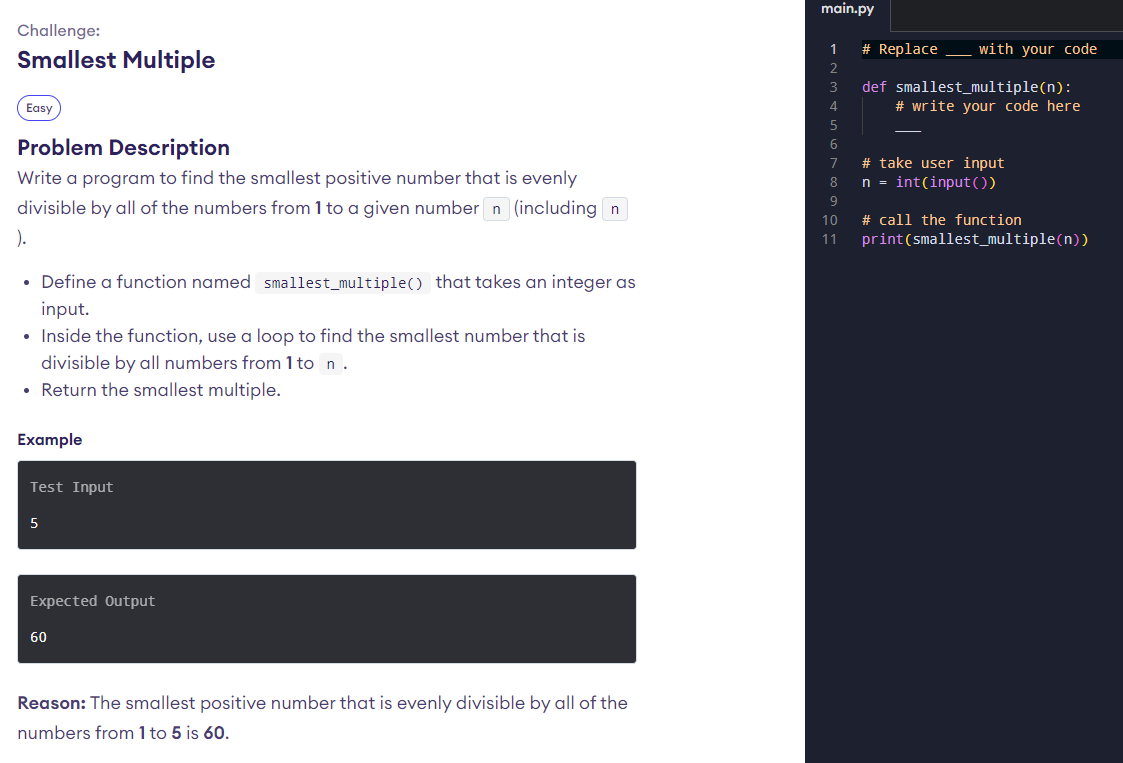 Challenge:
Smallest Multiple
Easy
Problem Description
Write a program to find the smallest positive number that is evenly
divisible by all of the numbers from 1 to a given number n (including n
).
• Define a function named smallest_multiple() that takes an integer as
input.
• Inside the function, use a loop to find the smallest number that is
divisible by all numbers from 1 to n.
• Return the smallest multiple.
Example
Test Input
5
Expected Output
60
Reason: The smallest positive number that is evenly divisible by all of the
numbers from 1 to 5 is 60.
main.py
1 # Replace ___ with your code
2
3 def smallest_multiple(n):
4     # write your code here
5     ___
6
7 # take user input
8 n = int(input())
9
10 # call the function
11 print(smallest_multiple(n))